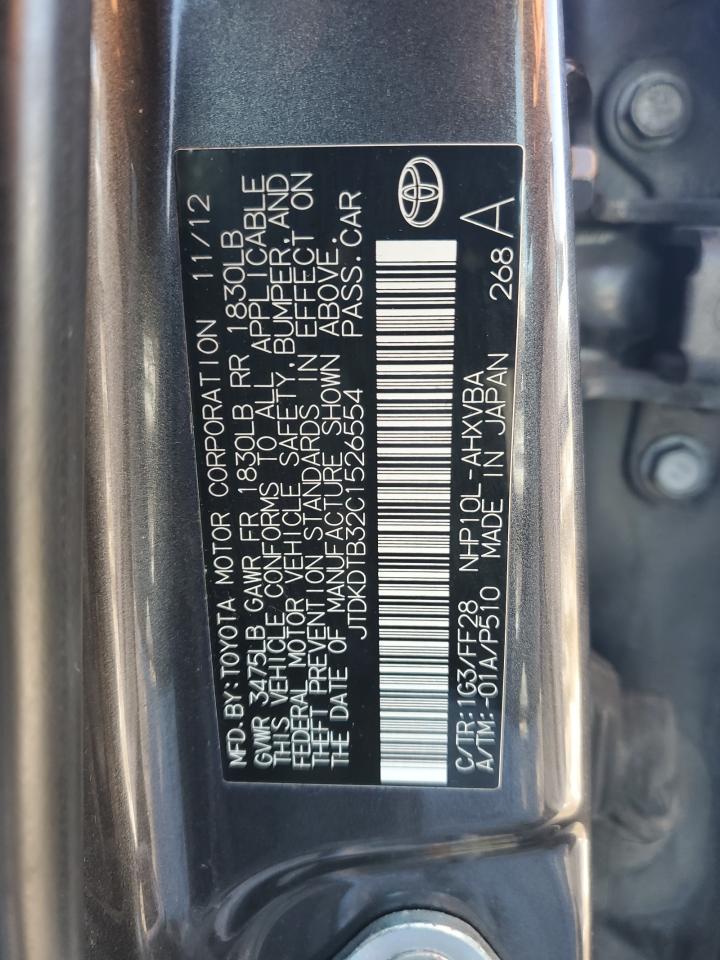 MFD.BY:TOYOTA MOTOR CORPORATION 11/12
GVWR 3475LB GAWR FR 1830LB RR 1830LB
THIS VEHICLE CONFORMS TO ALL APPLICABLE
FEDERAL MOTOR VEHICLE SAFETY,BUMPER,AND
THEFT PREVENTION STANDARDS IN EFFECT ON
THE DATE OF MANUFACTURE SHOWN ABOVE.
JTDKDTB32C1526554 PASS.CAR
C/TR:1G3/FF28 NHP10L-AHXVBA 268 A
A/TM:-01A/P510 MADE IN JAPAN